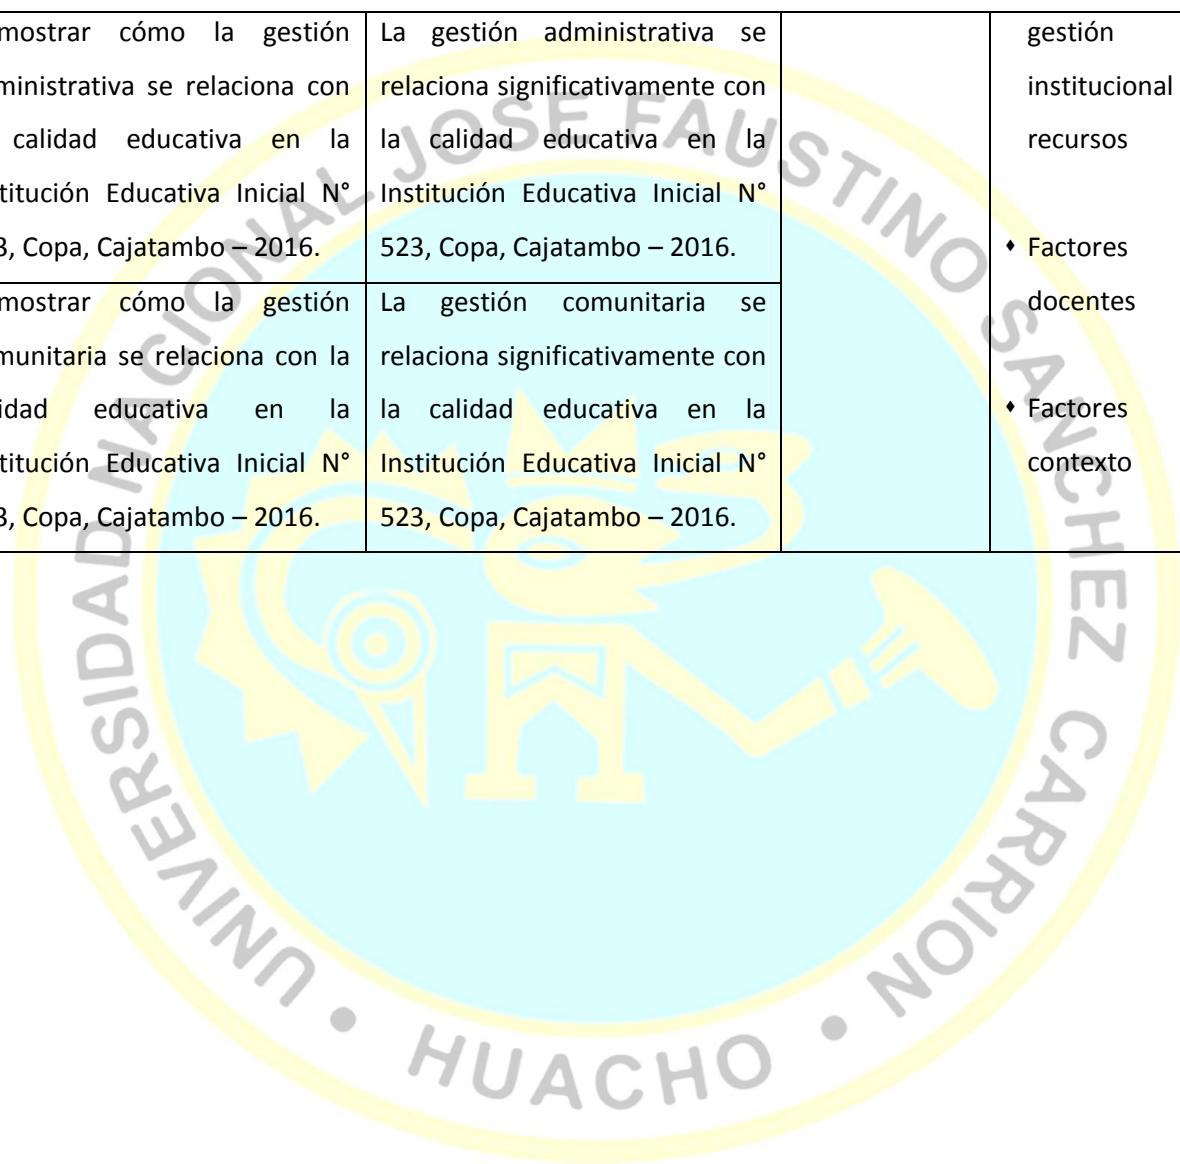 mostrar cómo la gestión
ministrativa se relaciona con
calidad educativa en la
titución Educativa Inicial N°
3, Copa, Cajatambo – 2016.
La gestión administrativa se
relaciona significativamente con
la calidad educativa en la
Institución Educativa Inicial N°
523, Copa, Cajatambo – 2016.
gestión
institucional
recursos
♦ Factores
docentes
♦ Factores
contexto
mostrar cómo la gestión
munitaria se relaciona con la
idad educativa en la
titución Educativa Inicial N°
3, Copa, Cajatambo – 2016.
La gestión comunitaria se
relaciona significativamente con
la calidad educativa en la
Institución Educativa Inicial N°
523, Copa, Cajatambo – 2016.
UNIVERSIDAD NACIONAL JOSE FAUSTINO SANCHEZ CARRION
• HUACHO •